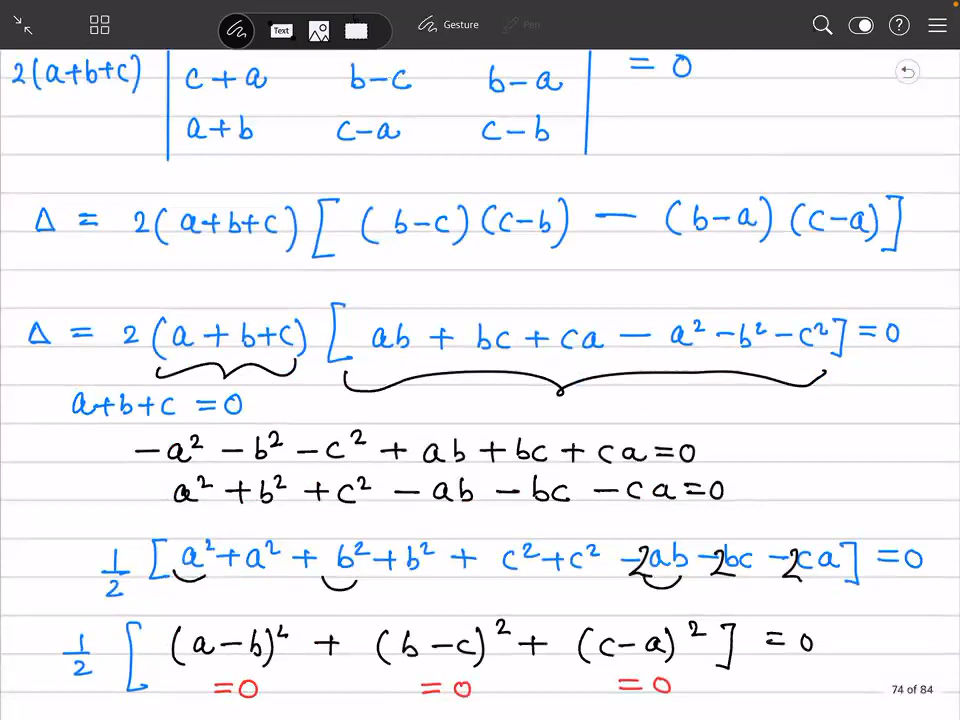 Text Gesture Pen
2(a+b+c) | c+a b-c b-a | = 0
| a+b c-a c-b |
Δ = 2(a+b+c) [ (b-c)(c-b) — (b-a)(c-a) ]
Δ = 2(a+b+c) [ ab + bc + ca - a² - b² - c² ] = 0
a+b+c = 0
- a² - b² - c² + ab + bc + ca = 0
a² + b² + c² - ab - bc - ca = 0
1/2 [ a² + a² + b² + b² + c² + c² - 2ab - 2bc - 2ca ] = 0
1/2 [ (a-b)² + (b-c)² + (c-a)² ] = 0
= 0 = 0 = 0
74 of 84